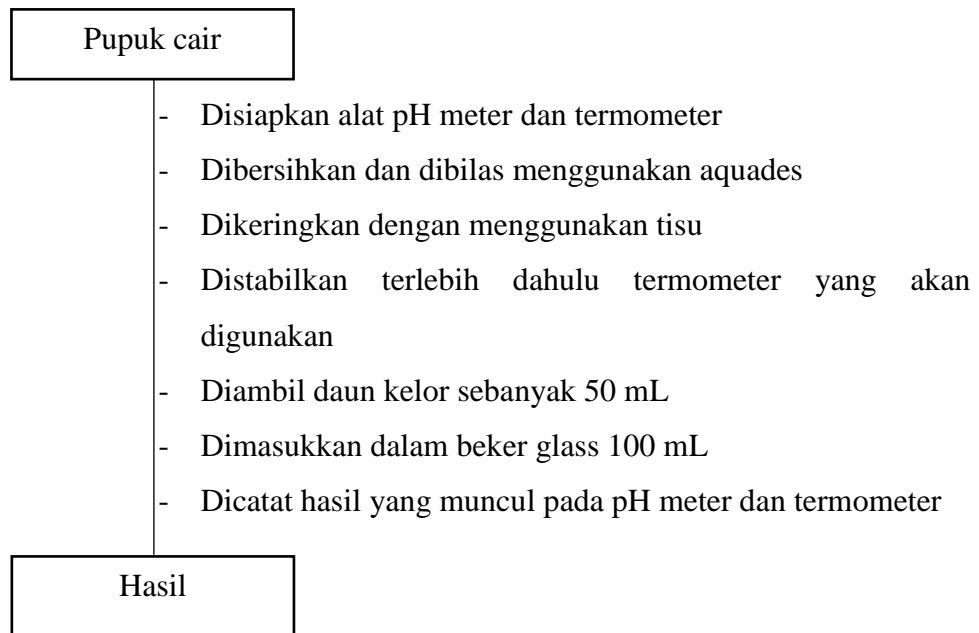 Pupuk cair
- Disiapkan alat pH meter dan termometer
- Dibersihkan dan dibilas menggunakan aquades
- Dikeringkan dengan menggunakan tisu
- Distabilkan terlebih dahulu termometer yang akan
digunakan
- Diambil daun kelor sebanyak 50 mL
- Dimasukkan dalam beker glass 100 mL
- Dicatat hasil yang muncul pada pH meter dan termometer
Hasil